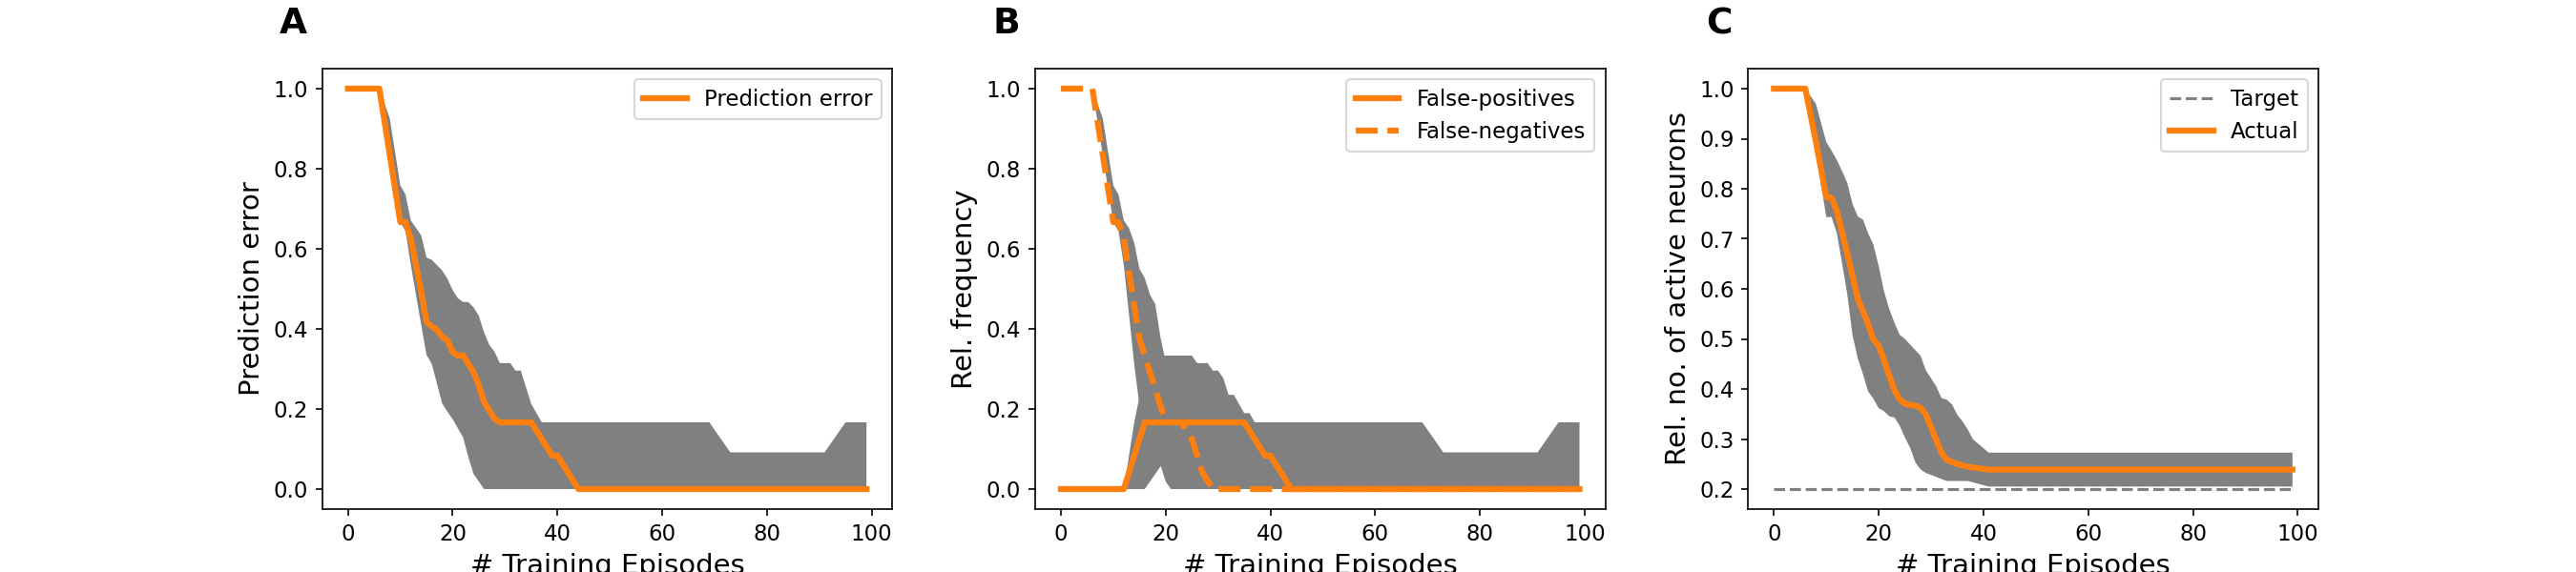 A
Prediction error
1.0
0.8
0.6
0.4
0.2
0.0
Prediction error
0
20
40
60
80
100
# Training Episodes
B
Rel. frequency
1.0
0.8
0.6
0.4
0.2
0.0
False-positives
False-negatives
0
20
40
60
80
100
# Training Episodes
C
Rel. no. of active neurons
1.0
0.9
0.8
0.7
0.6
0.5
0.4
0.3
0.2
Target
Actual
0
20
40
60
80
100
# Training Episodes